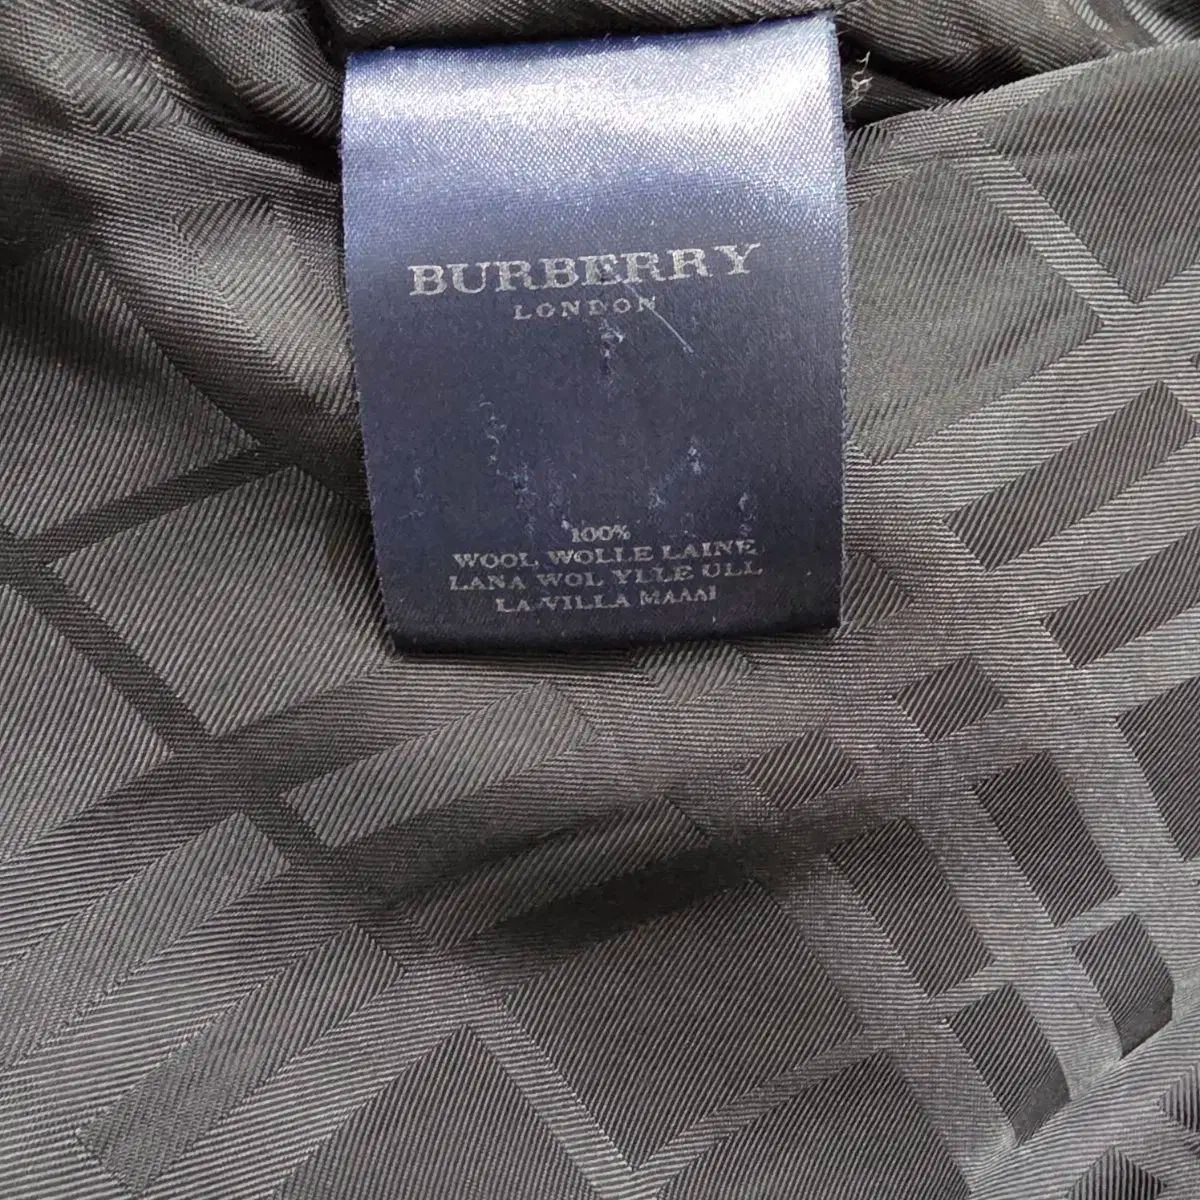 BURBERRY
LONDON
100%
WOOL WOLLE LAINE
LANA WOL YLLE ULL
LA VILLA MAAAI